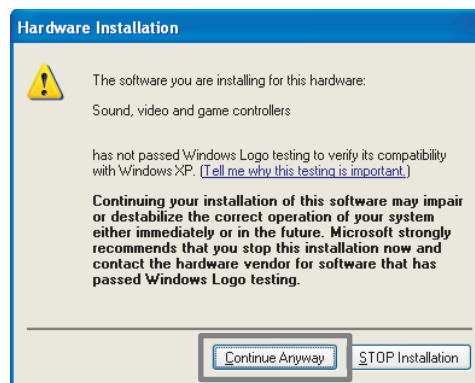 Hardware Installation
The software you are installing for this hardware:
Sound, video and game controllers
has not passed Windows Logo testing to verify its compatibility
with Windows XP. (Tell me why this testing is important.)
Continuing your installation of this software may impair
or destabilize the correct operation of your system
either immediately or in the future. Microsoft strongly
recommends that you stop this installation now and
contact the hardware vendor for software that has
passed Windows Logo testing.
Continue Anyway
STOP Installation